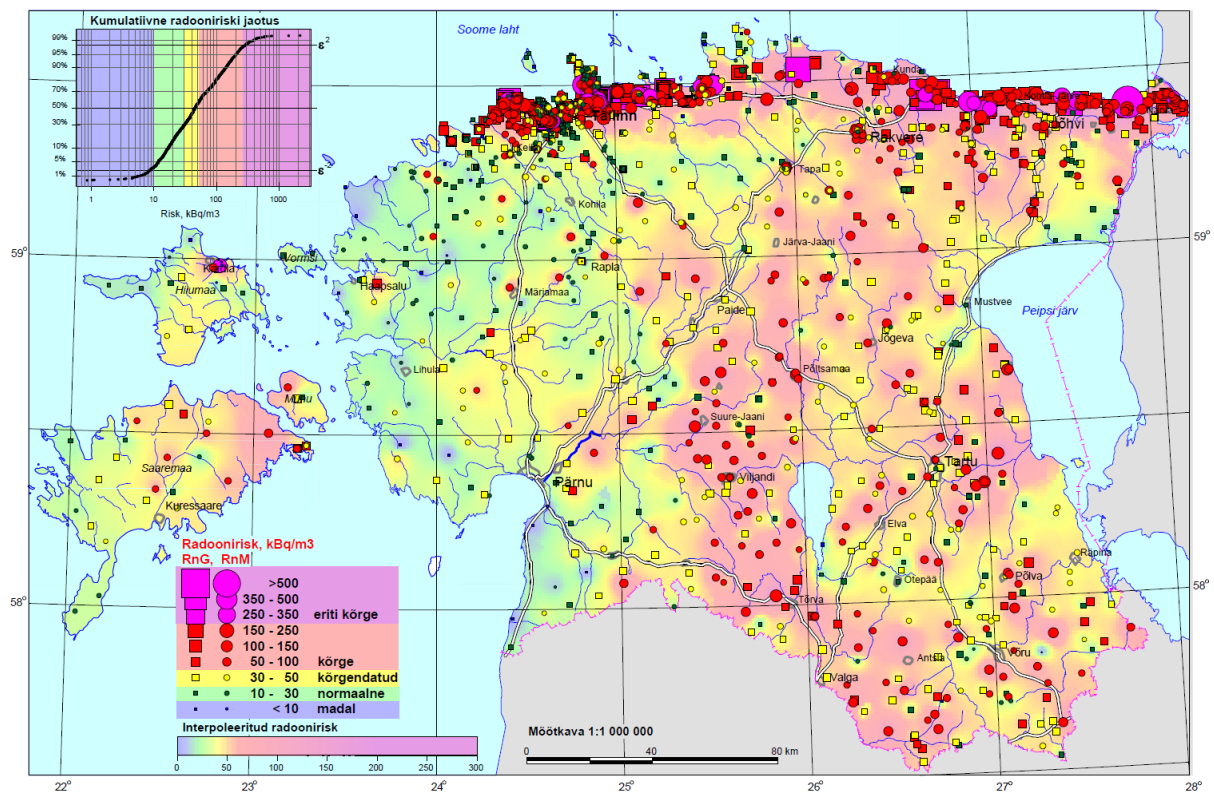 Kumulatiivne radooniriski jaotus
99%
95%
90%
70%
50%
30%
10%
5%
1%
ε²
ε⁻²
1 10 100 1000
Risk, kBq/m3
Soome laht
Kunda
Tallinn
Keila
Rakvere
Jõhvi
Tapa
Kohila
Järva-Jaani
59°
59°
Vormsi
Kärdla
Hiiumaa
Haapsalu
Rapla
Märjamaa
Paide
Mustvee
Peipsi järv
Jõgeva
Lihula
Põltsamaa
Muhu
Suure-Jaani
Saaremaa
Tartu
Pärnu
Viljandi
Kuressaare
Elva
Räpina
Otepää
Põlva
58°
58°
Tõrva
Antsla
Võru
Valga
Radoonirisk, kBq/m3
RnG, RnM
>500
350 - 500
250 - 350 eriti kõrge
150 - 250
100 - 150
50 - 100 kõrge
30 - 50 kõrgendatud
10 - 30 normaalne
< 10 madal
Interpoleeritud radoonirisk
0 50 100 150 200 250 300
Möötkava 1:1 000 000
0 40 80 km
22° 23° 24° 25° 26° 27° 28°